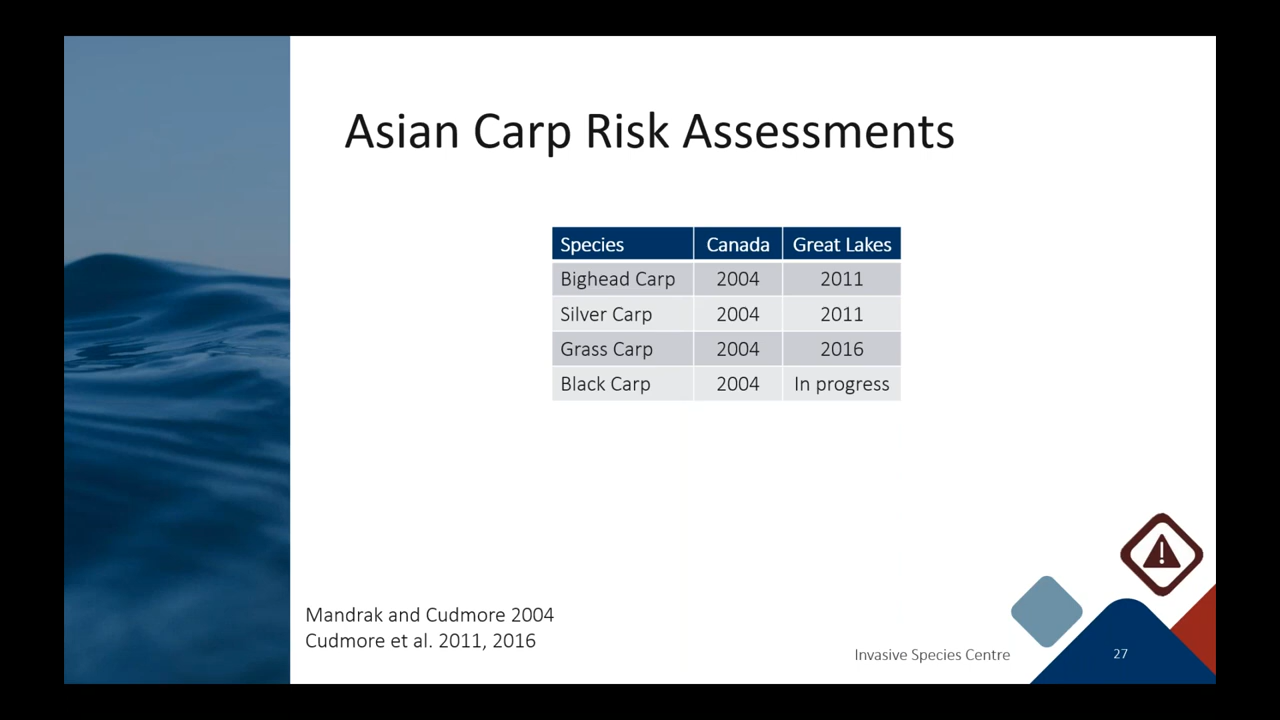 Asian Carp Risk Assessments
Species Canada Great Lakes
Bighead Carp 2004 2011
Silver Carp 2004 2011
Grass Carp 2004 2016
Black Carp 2004 In progress
Mandrak and Cudmore 2004
Cudmore et al. 2011, 2016
Invasive Species Centre 27